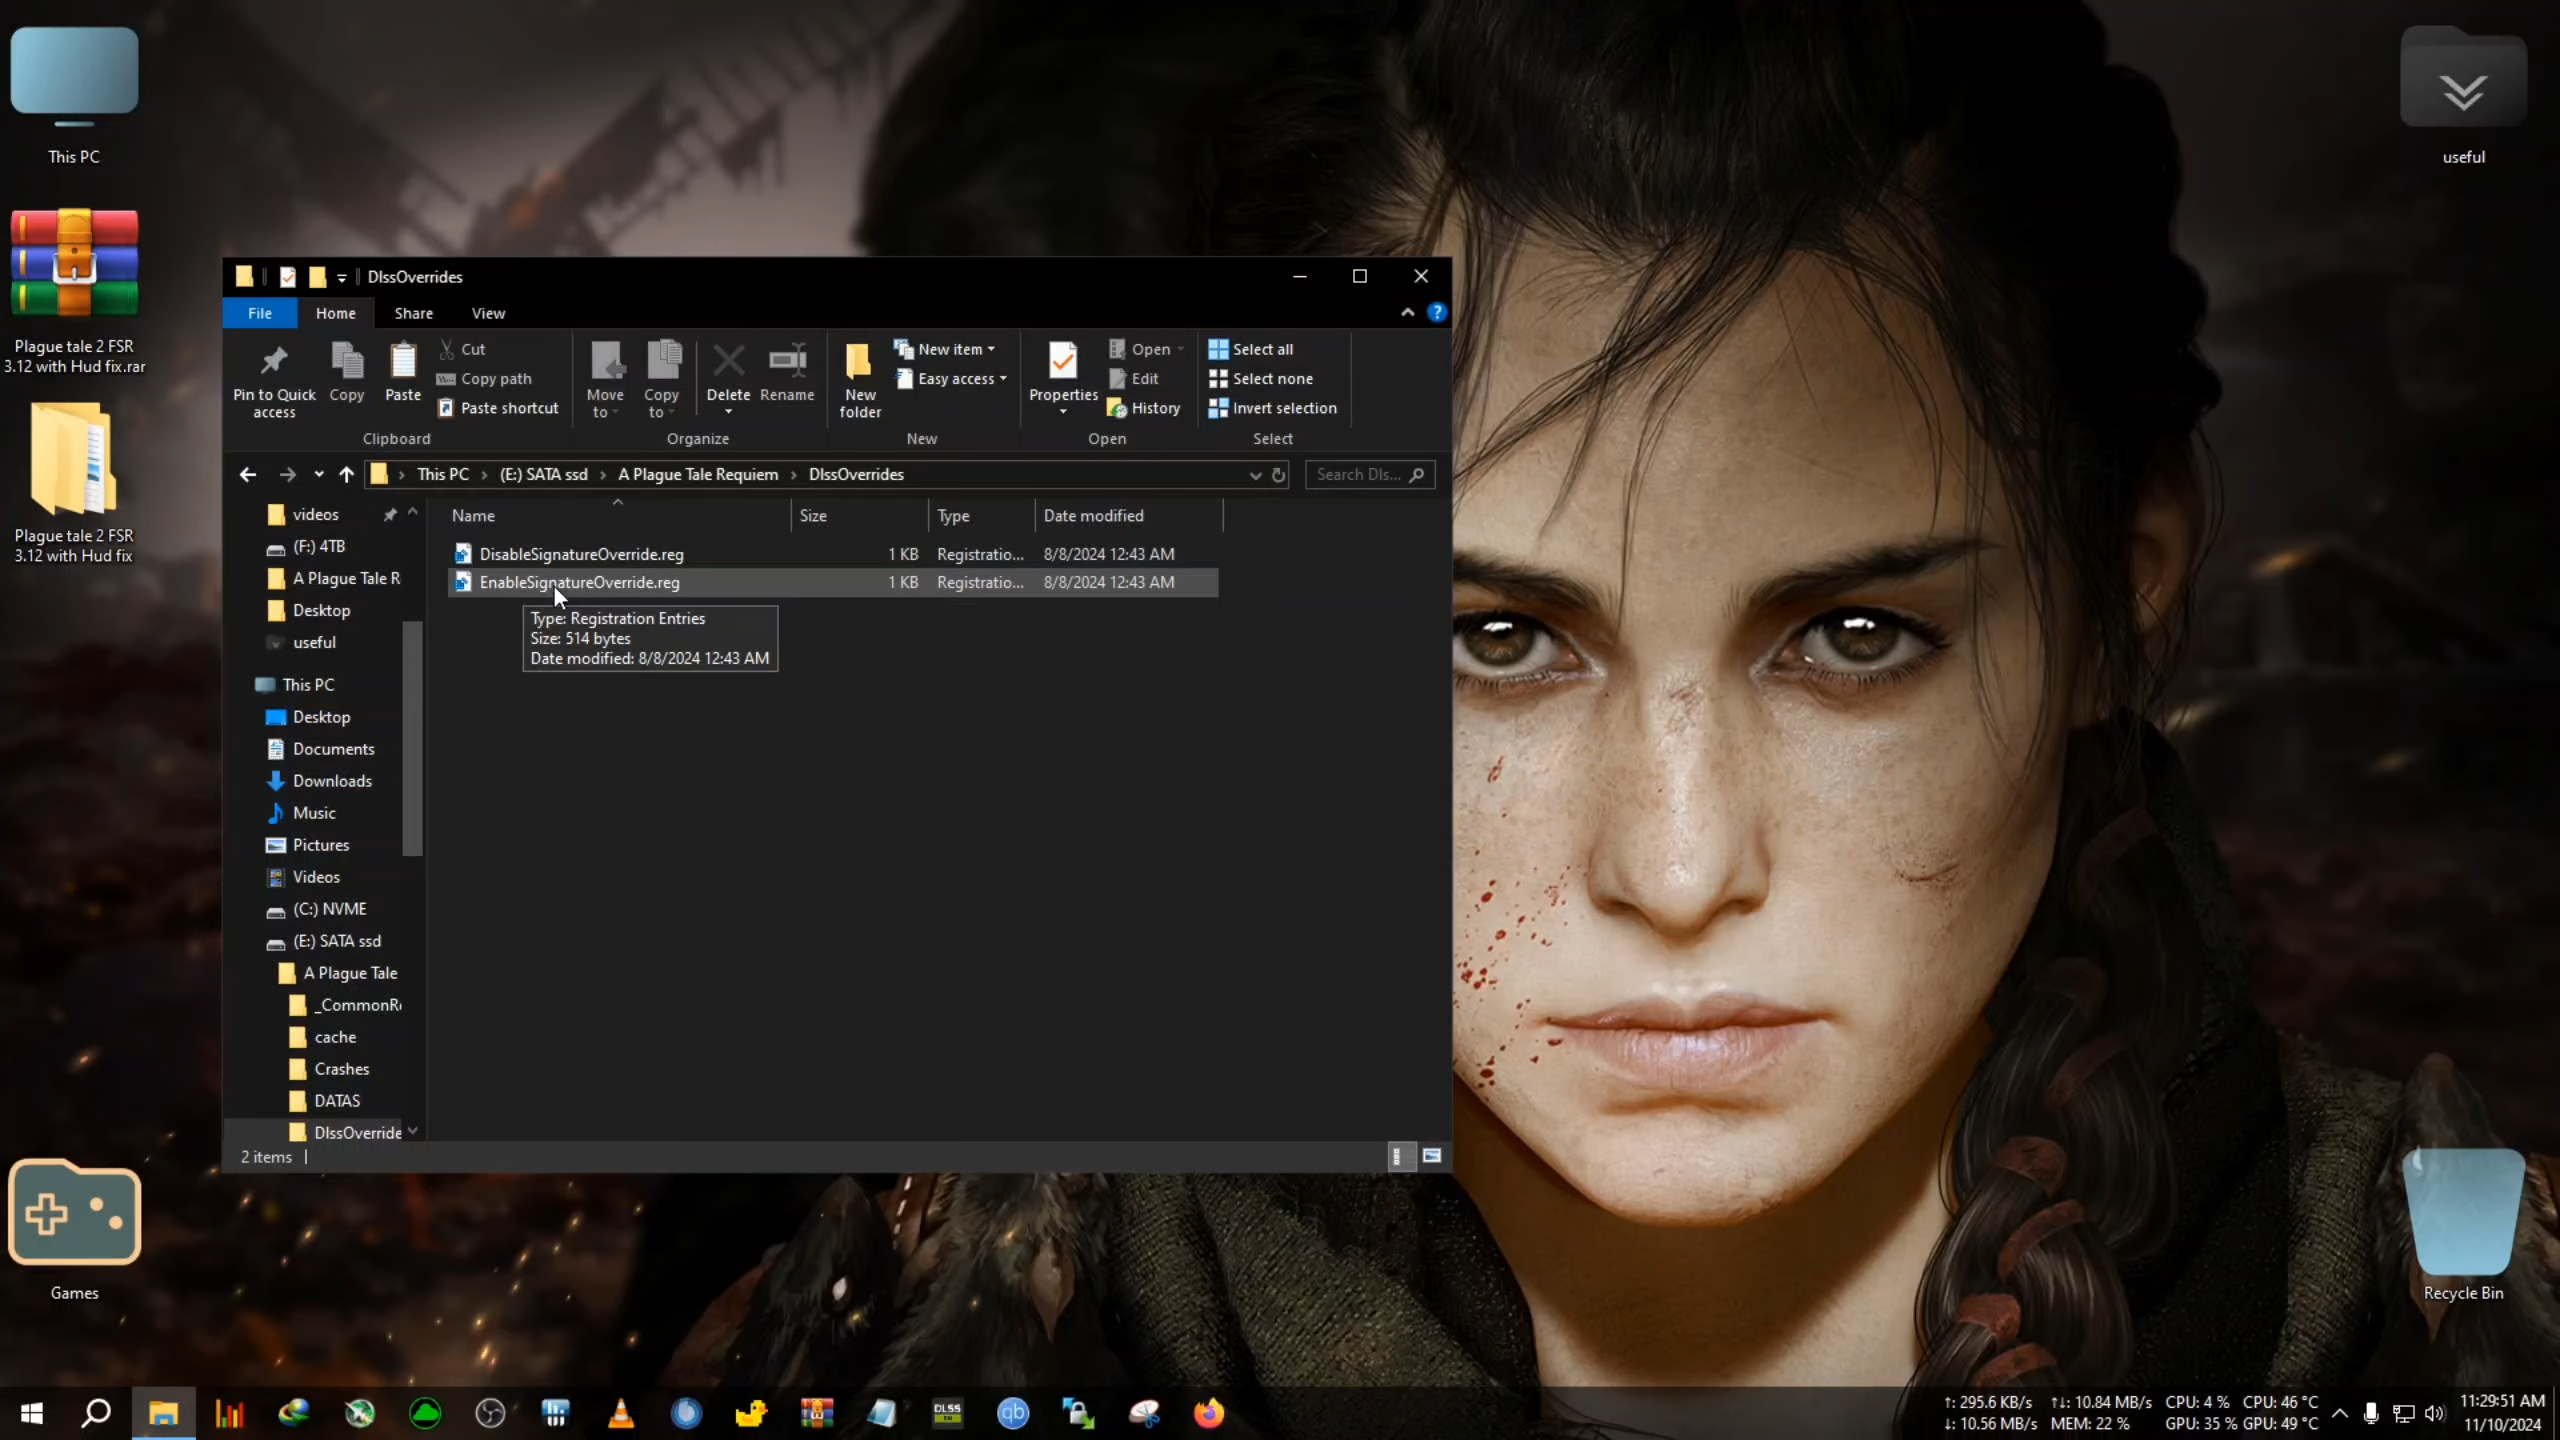 This PC
Plague tale 2 FSR
3.12 with Hud fix.rar
Plague tale 2 FSR
3.12 with Hud fix
Games
useful
Recycle Bin
DlssOverrides
File
Home
Share
View
?
Pin to Quick
access
Copy
Paste
Cut
Copy path
Paste shortcut
Clipboard
Move
to
Copy
to
Delete
Rename
Organize
New
folder
New item
Easy access
New
Properties
Open
Edit
History
Open
Select all
Select none
Invert selection
Select
This PC > (E:) SATA ssd > A Plague Tale Requiem > DlssOverrides
Search Dls...
videos
(F:) 4TB
A Plague Tale R
Desktop
useful
This PC
Desktop
Documents
Downloads
Music
Pictures
Videos
(C:) NVME
(E:) SATA ssd
A Plague Tale
_CommonRe
cache
Crashes
DATAS
DlssOverride
Name Size Type Date modified
DisableSignatureOverride.reg 1 KB Registratio... 8/8/2024 12:43 AM
EnableSignatureOverride.reg 1 KB Registratio... 8/8/2024 12:43 AM
Type: Registration Entries
Size: 514 bytes
Date modified: 8/8/2024 12:43 AM
2 items
DLSS
qb
↑: 295.6 KB/s ↑↓: 10.84 MB/s CPU: 4 % CPU: 46 °C
↓: 10.56 MB/s MEM: 22 % GPU: 35 % GPU: 49 °C
11:29:51 AM
11/10/2024